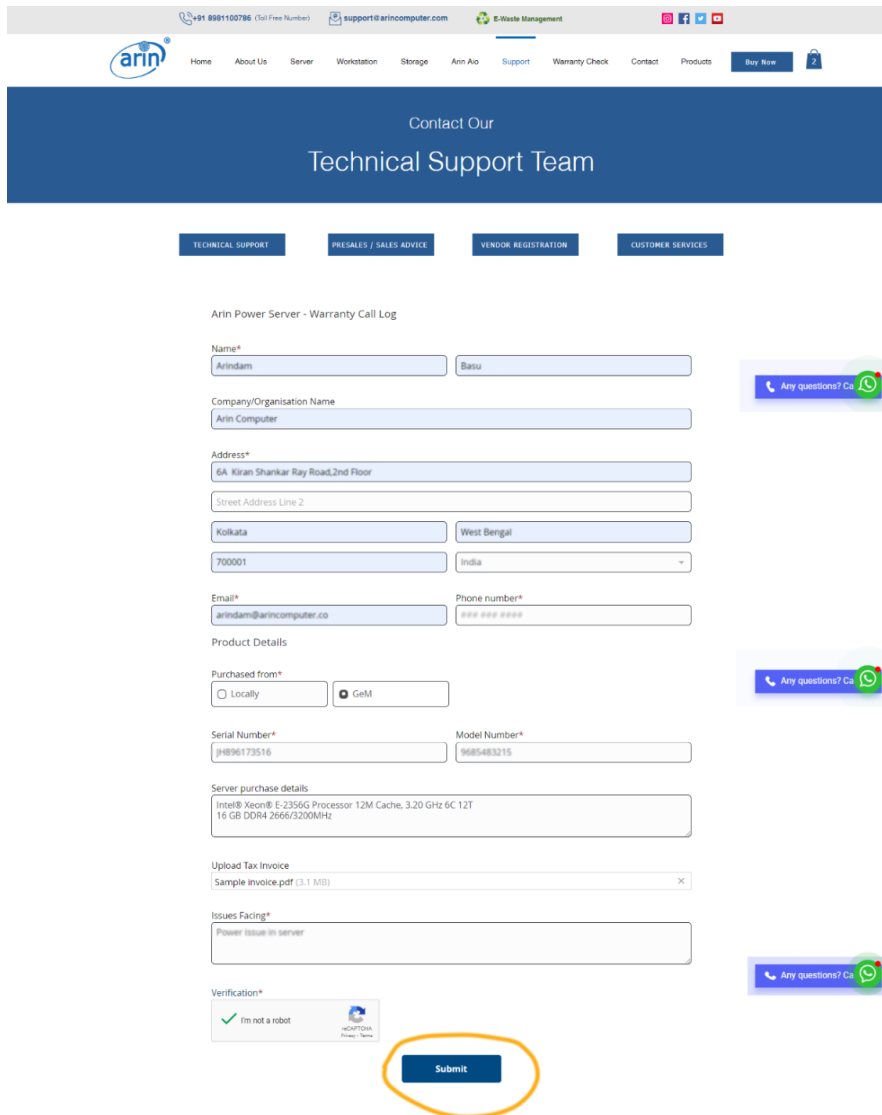 +91 8981100786 (Toll Free Number) support@arincomputer.com E-Waste Management
arin®
Home About Us Server Workstation Storage Arin Aio Support Warranty Check Contact Products Buy Now 2
Contact Our
Technical Support Team
TECHNICAL SUPPORT PRESALES / SALES ADVICE VENDOR REGISTRATION CUSTOMER SERVICES
Arin Power Server - Warranty Call Log
Name*
Arindam Basu
Company/Organisation Name
Arin Computer
Any questions? Ca
Address*
6A Kiran Shankar Ray Road,2nd Floor
Street Address Line 2
Kolkata West Bengal
700001 India
Email* Phone number*
arindam@arincomputer.co ### ### ####
Product Details
Purchased from*
Any questions? Ca
Locally GeM
Serial Number* Model Number*
JH896173516 9685483215
Server purchase details
Intel® Xeon® E-2356G Processor 12M Cache, 3.20 GHz 6C 12T
16 GB DDR4 2666/3200MHz
Upload Tax Invoice
Sample invoice.pdf (3.1 MB)
Issues Facing*
Power issue in server
Any questions? Ca
Verification*
I'm not a robot
reCAPTCHA
Privacy - Terms
Submit